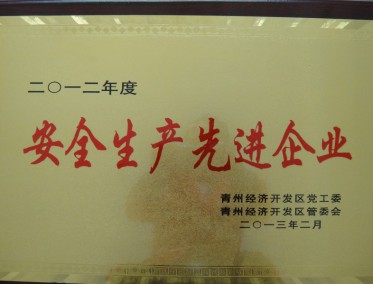 二〇一二年度
安全生产先进企业
青州经济开发区党工委
青州经济开发区管委会
二〇一三年二月